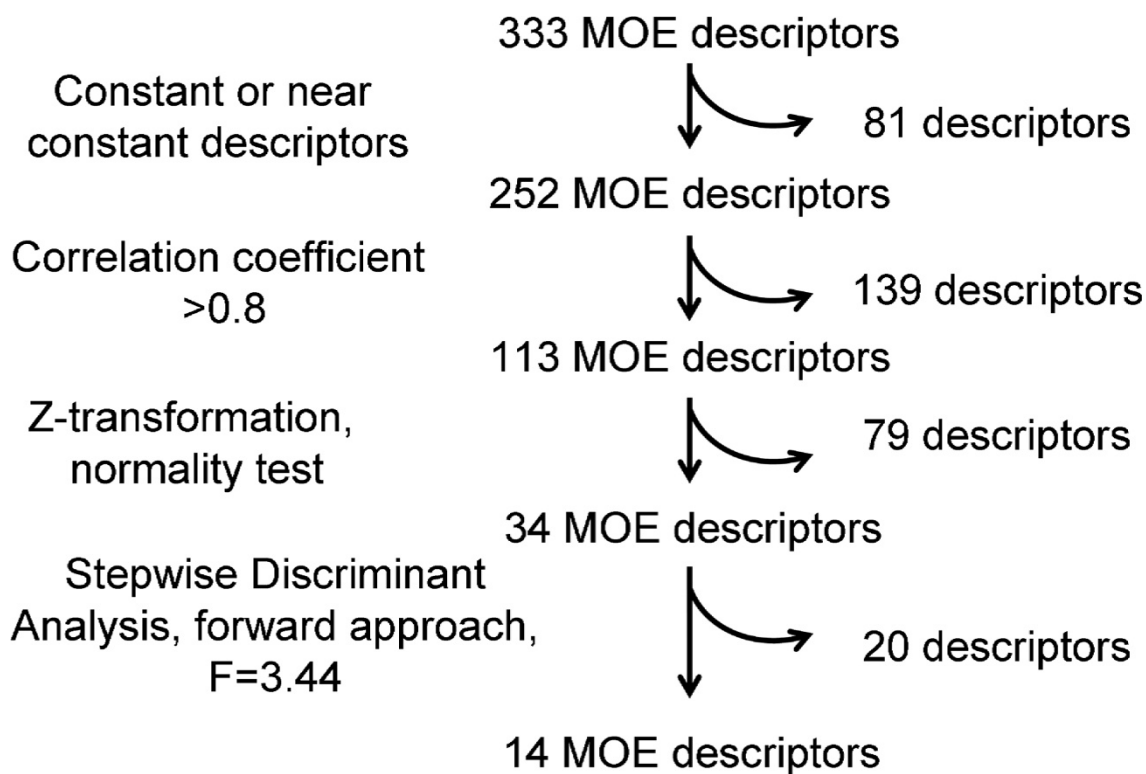 333 MOE descriptors
Constant or near
constant descriptors
81 descriptors
252 MOE descriptors
Correlation coefficient
>0.8
139 descriptors
113 MOE descriptors
Z-transformation,
normality test
79 descriptors
34 MOE descriptors
Stepwise Discriminant
Analysis, forward approach,
F=3.44
20 descriptors
14 MOE descriptors